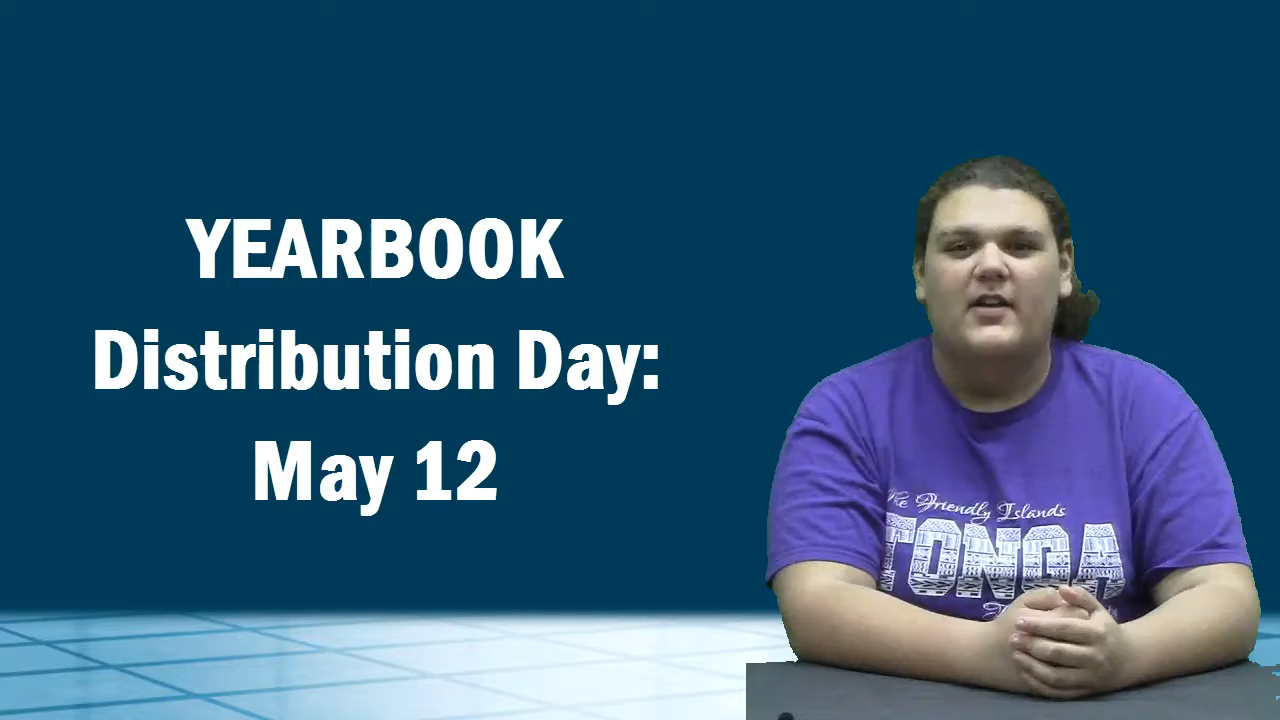 YEARBOOK
Distribution Day:
May 12
The Friendly Islands
TONGA